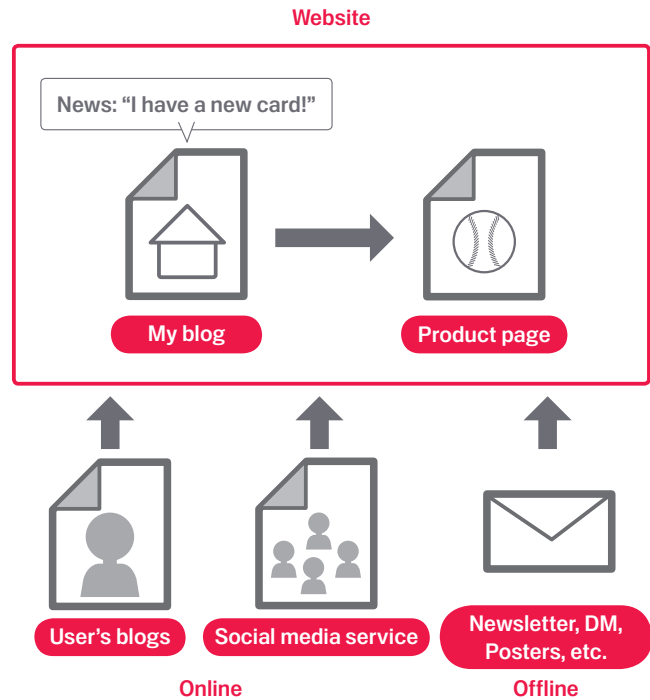 Website
News: “I have a new card!”
My blog
Product page
User’s blogs
Social media service
Newsletter, DM,
Posters, etc.
Online
Offline